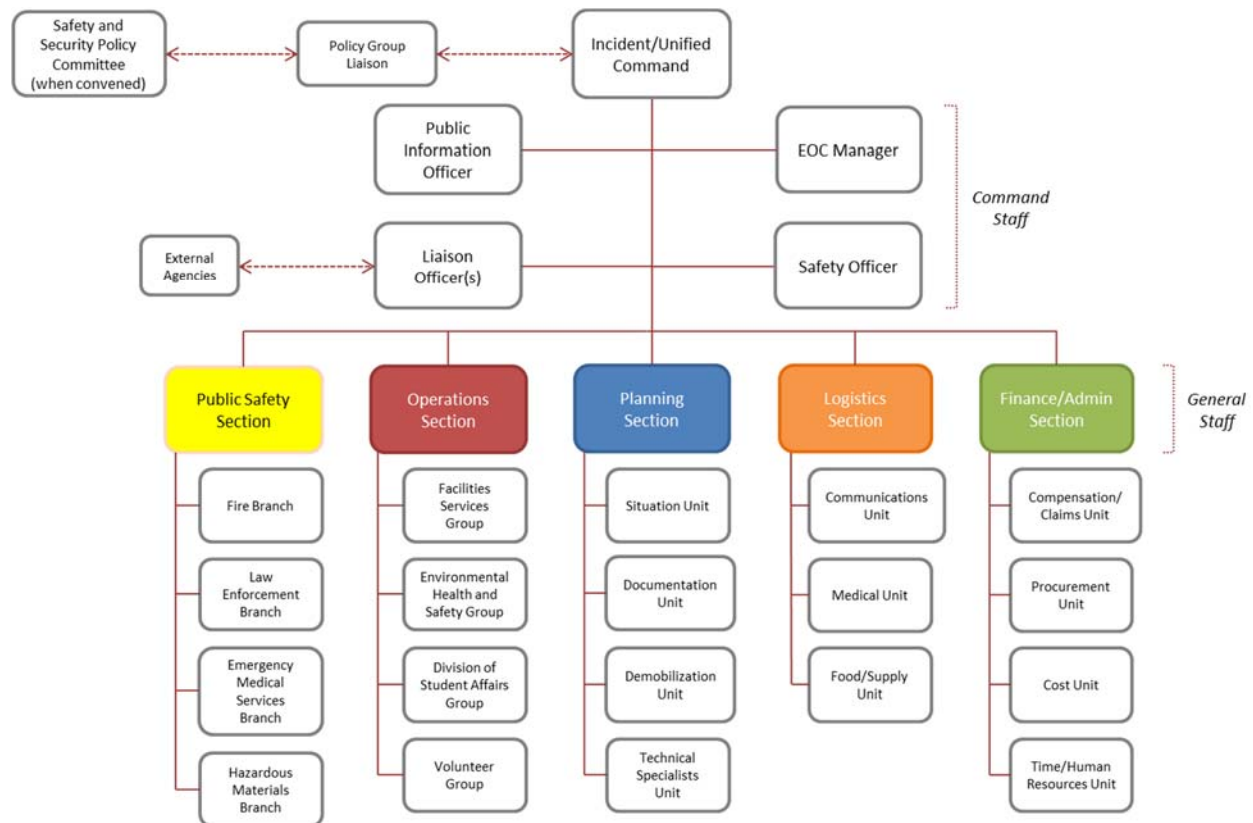 Safety and
Security Policy
Committee
(when convened)
Policy Group
Liaison
Incident/Unified
Command
Public
Information
Officer
EOC Manager
Command
Staff
External
Agencies
Liaison
Officer(s)
Safety Officer
Public Safety
Section
Operations
Section
Planning
Section
Logistics
Section
Finance/Admin
Section
General
Staff
Fire Branch
Law
Enforcement
Branch
Emergency
Medical
Services
Branch
Hazardous
Materials
Branch
Facilities
Services
Group
Environmental
Health and
Safety Group
Division of
Student Affairs
Group
Volunteer
Group
Situation Unit
Documentation
Unit
Demobilization
Unit
Technical
Specialists
Unit
Communications
Unit
Medical Unit
Food/Supply
Unit
Compensation/
Claims Unit
Procurement
Unit
Cost Unit
Time/Human
Resources Unit